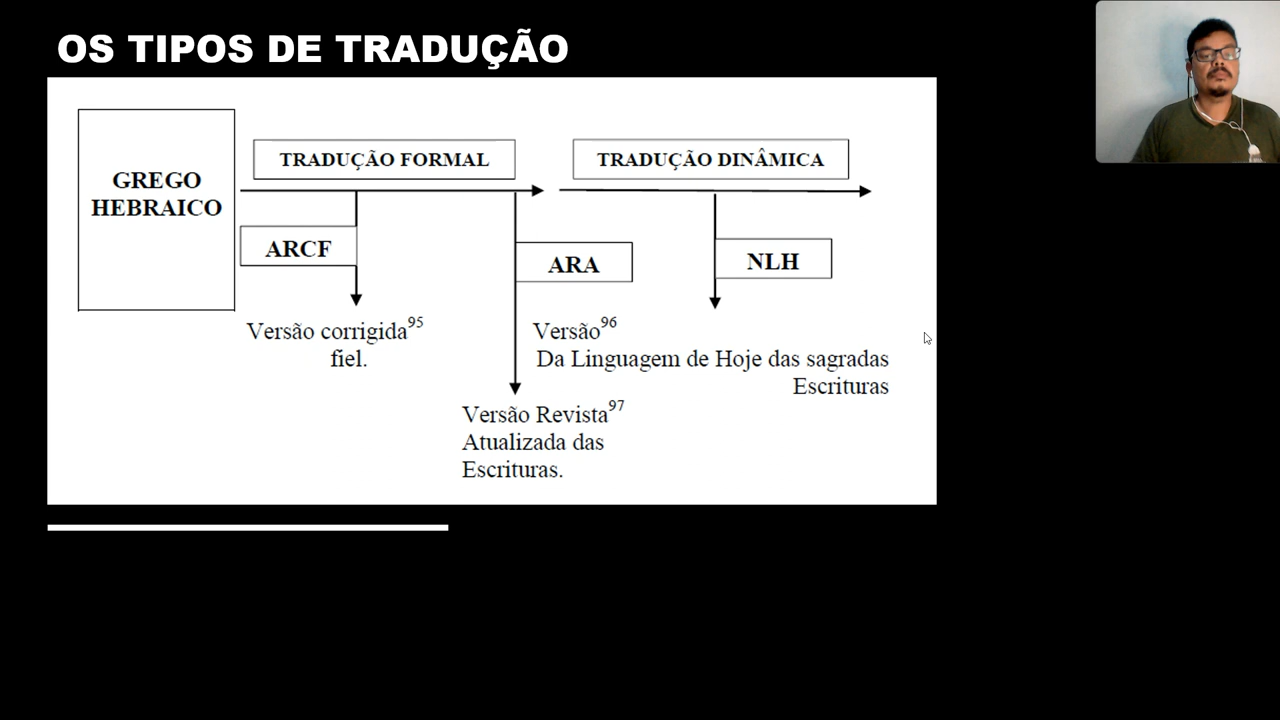 OS TIPOS DE TRADUÇÃO
GREGO
HEBRAICO
TRADUÇÃO FORMAL
TRADUÇÃO DINÂMICA
ARCF
ARA
NLH
Versão corrigida95
fiel.
Versão96
Da Linguagem de Hoje das sagradas
Escrituras
Versão Revista97
Atualizada das
Escrituras.